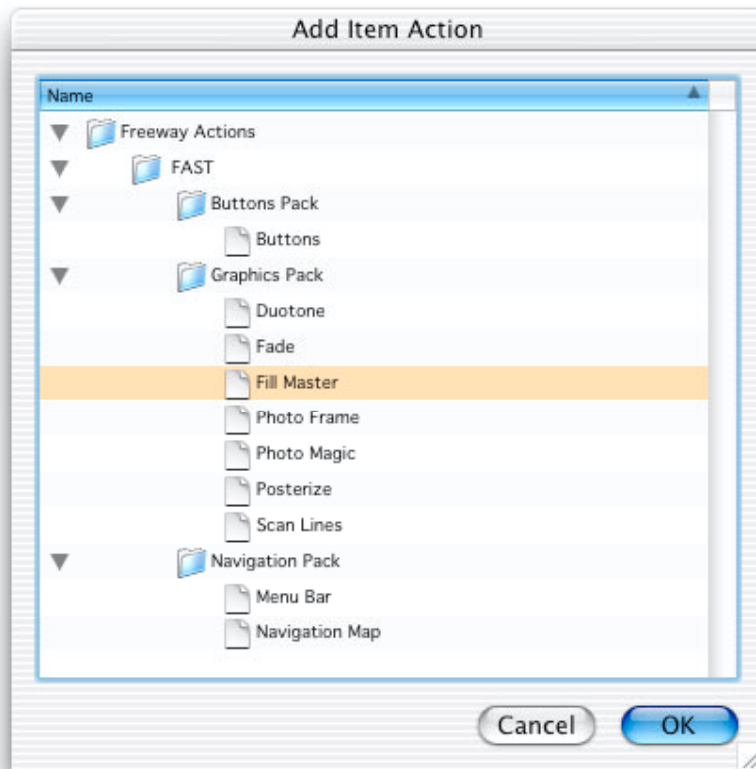 Add Item Action
Name
Freeway Actions
FAST
Buttons Pack
Buttons
Graphics Pack
Duotone
Fade
Fill Master
Photo Frame
Photo Magic
Posterize
Scan Lines
Navigation Pack
Menu Bar
Navigation Map
Cancel OK